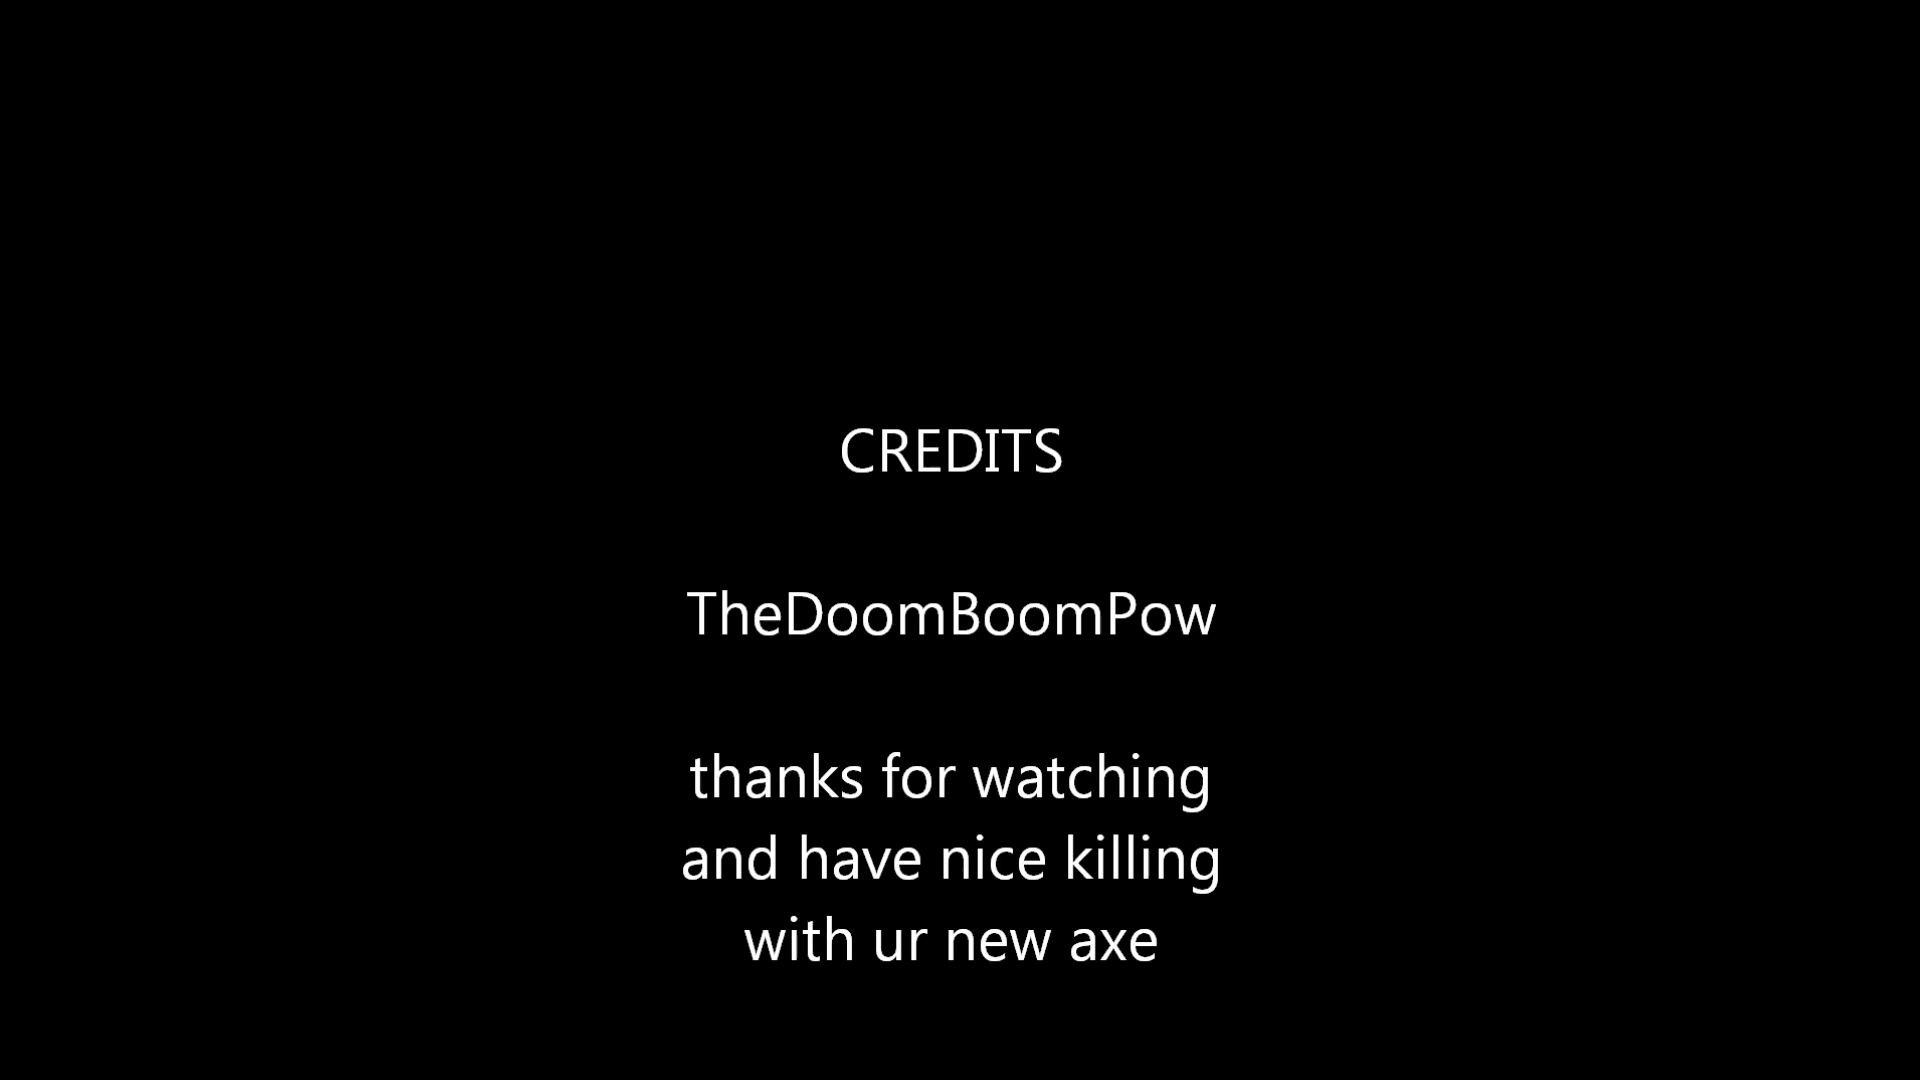 CREDITS
TheDoomBoomPow
thanks for watching
and have nice killing
with ur new axe